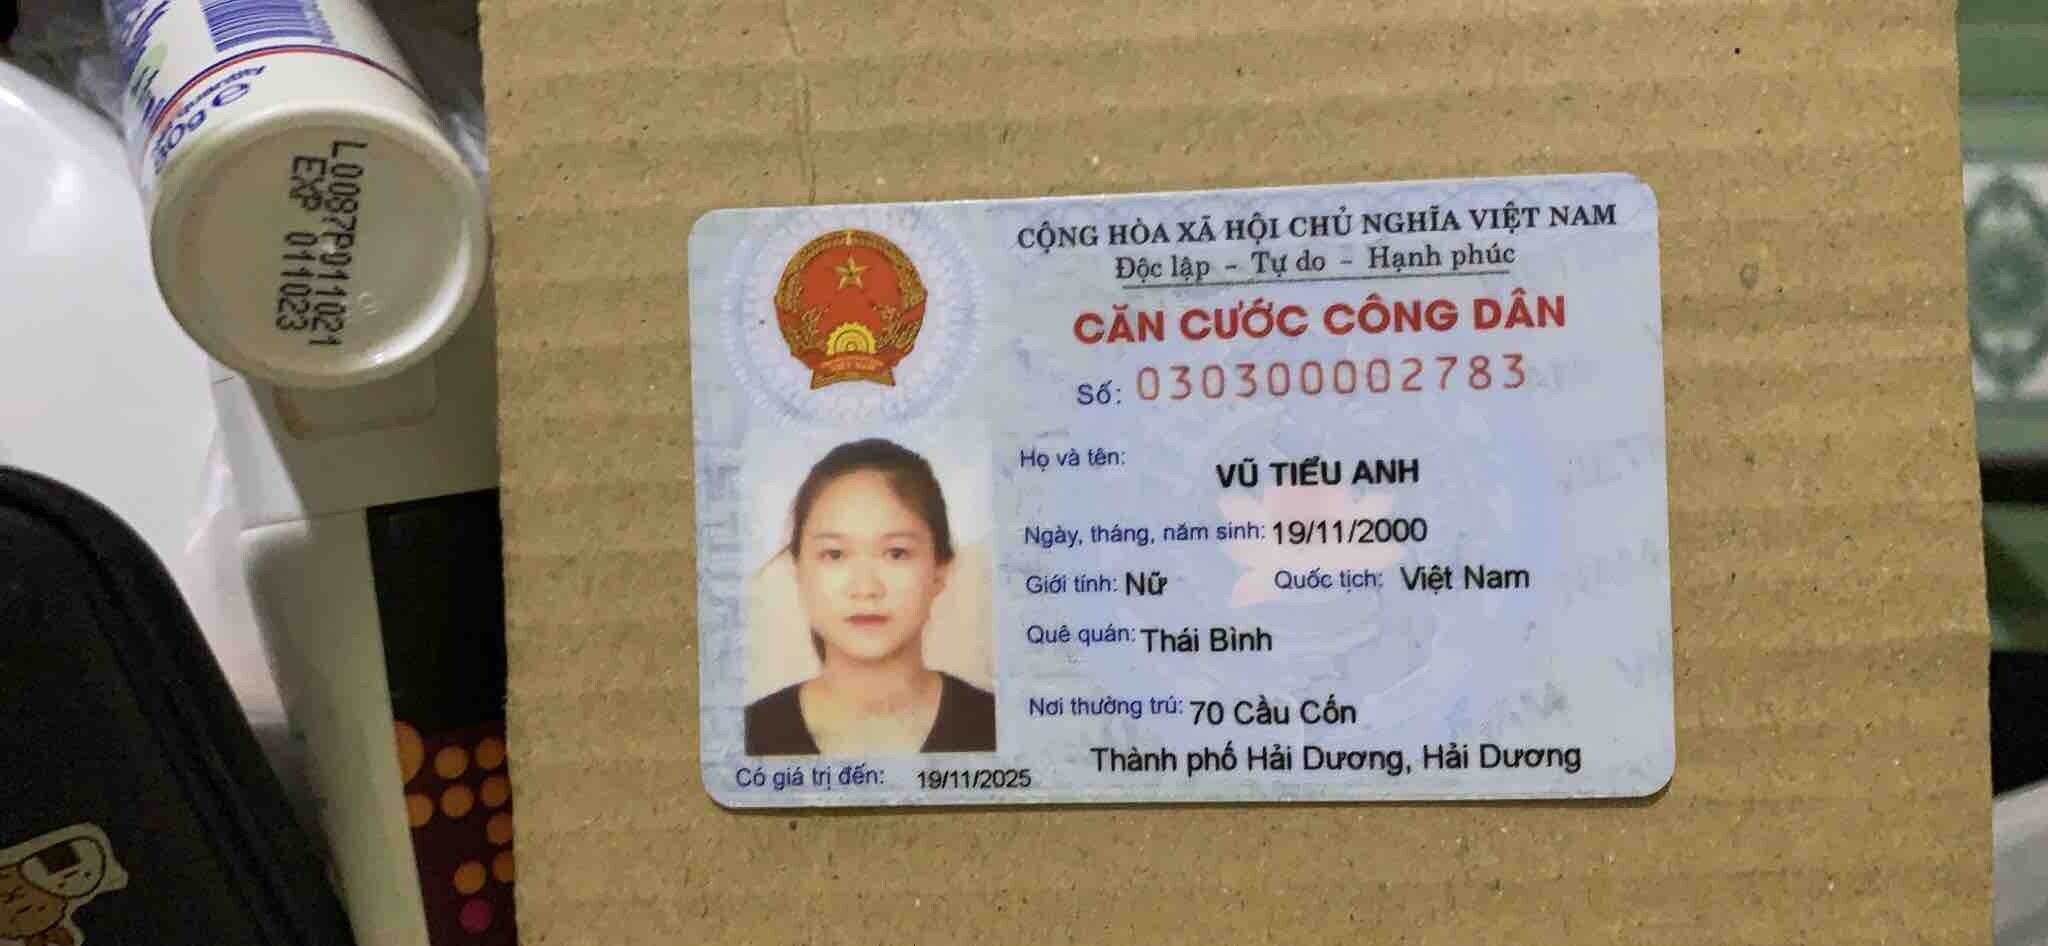 L0087P011021
EXP 011023
60g
CỘNG HÒA XÃ HỘI CHỦ NGHĨA VIỆT NAM
Độc lập - Tự do - Hạnh phúc
CĂN CƯỚC CÔNG DÂN
Số: 030300002783
Họ và tên: VŨ TIỂU ANH
Ngày, tháng, năm sinh: 19/11/2000
Giới tính: Nữ Quốc tịch: Việt Nam
Quê quán: Thái Bình
Nơi thường trú: 70 Cầu Cốn
Thành phố Hải Dương, Hải Dương
Có giá trị đến: 19/11/2025